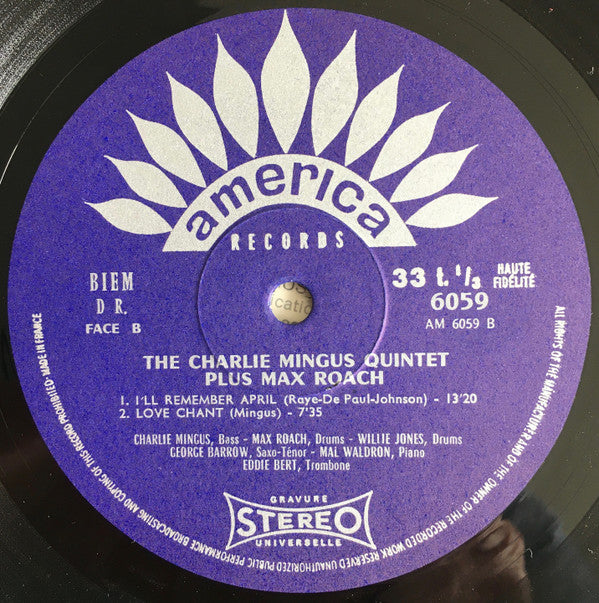 america
RECORDS
BIEM
D R.
FACE B
33 t. 1/3 HAUTE FIDÉLITÉ
6059
AM 6059 B
THE CHARLIE MINGUS QUINTET
PLUS MAX ROACH
1. I'LL REMEMBER APRIL (Raye-De Paul-Johnson) - 13'20
2. LOVE CHANT (Mingus) - 7'35
CHARLIE MINGUS, Bass - MAX ROACH, Drums - WILLIE JONES, Drums
GEORGE BARROW, Saxo-Ténor - MAL WALDRON, Piano
EDDIE BERT, Trombone
GRAVURE
STEREO
UNIVERSELLE
ALL RIGHTS OF THE MANUFACTURER AND OF THE OWNER OF THE RECORDED WORK RESERVED UNAUTHORIZED PUBLIC PERFORMANCE BROADCASTING AND COPYING OF THIS RECORD PROHIBITED - MADE IN FRANCE